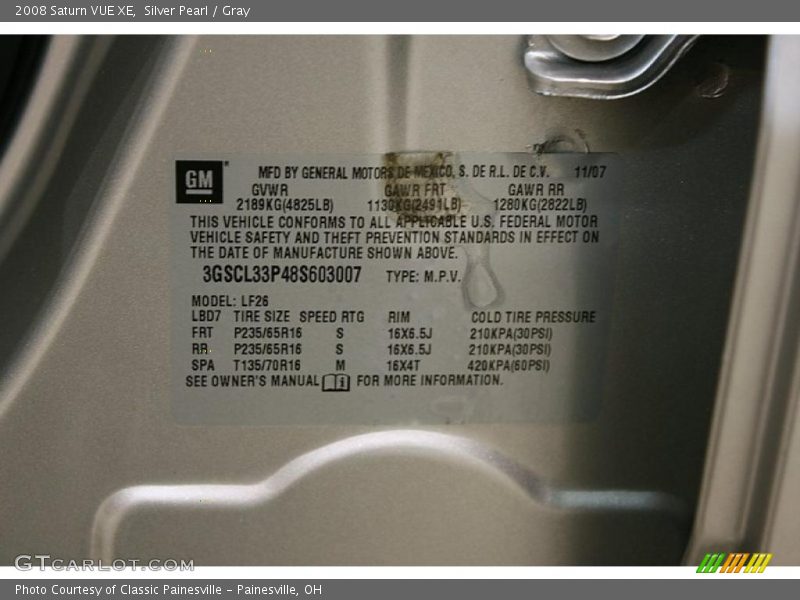 2008 Saturn VUE XE, Silver Pearl / Gray
GM
MFD BY GENERAL MOTORS DE MEXICO, S. DE R.L. DE C.V. 11/07
GVWR GAWR FRT GAWR RR
2189KG(4825LB) 1130KG(2491LB) 1280KG(2822LB)
THIS VEHICLE CONFORMS TO ALL APPLICABLE U.S. FEDERAL MOTOR
VEHICLE SAFETY AND THEFT PREVENTION STANDARDS IN EFFECT ON
THE DATE OF MANUFACTURE SHOWN ABOVE.
3GSCL33P48S603007 TYPE: M.P.V.
MODEL: LF26
LBD7 TIRE SIZE SPEED RTG RIM COLD TIRE PRESSURE
FRT P235/65R16 S 16X6.5J 210KPA(30PSI)
RR P235/65R16 S 16X6.5J 210KPA(30PSI)
SPA T135/70R16 M 16X4T 420KPA(60PSI)
SEE OWNER'S MANUAL FOR MORE INFORMATION.
GTCARLOT.COM
Photo Courtesy of Classic Painesville - Painesville, OH